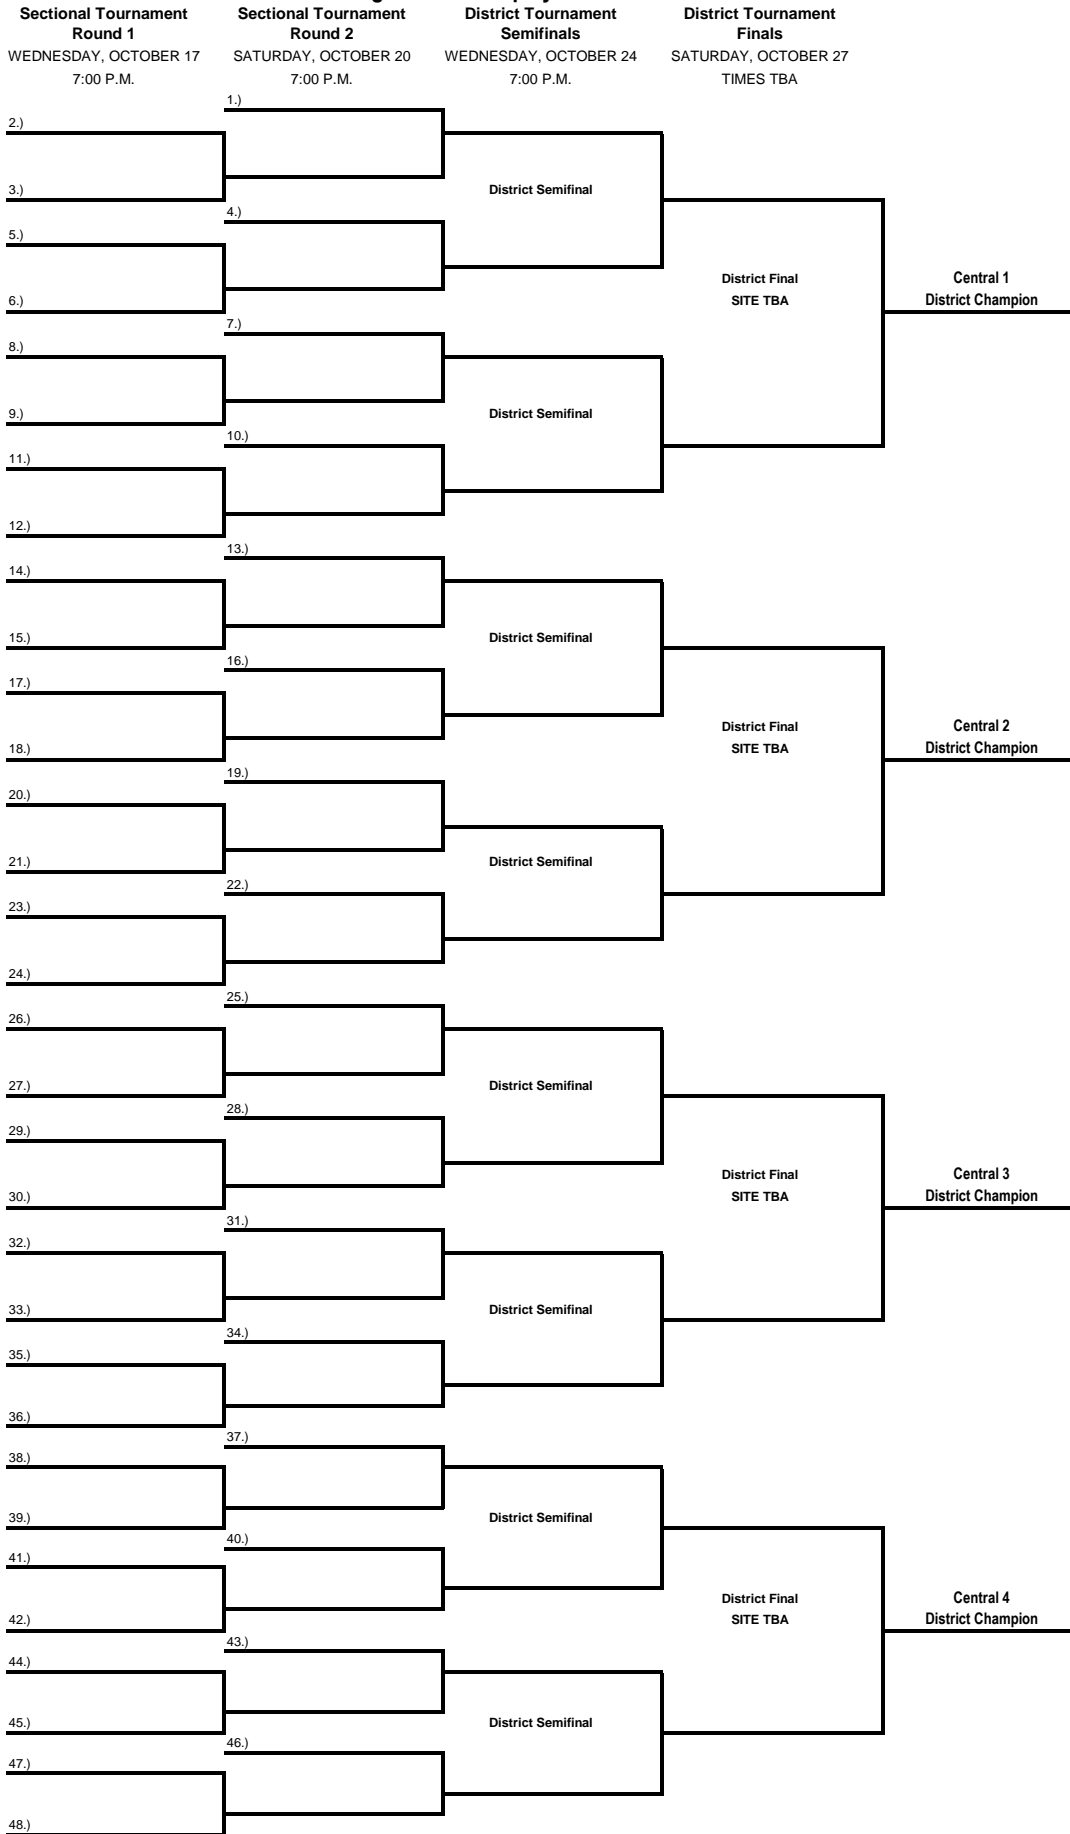 Sectional Tournament
Round 1
WEDNESDAY, OCTOBER 17
7:00 P.M.
Sectional Tournament
Round 2
SATURDAY, OCTOBER 20
7:00 P.M.
District Tournament
Semifinals
WEDNESDAY, OCTOBER 24
7:00 P.M.
District Tournament
Finals
SATURDAY, OCTOBER 27
TIMES TBA
1.)
2.)
3.)
District Semifinal
4.)
5.)
6.)
District Final
SITE TBA
Central 1
District Champion
7.)
8.)
9.)
District Semifinal
10.)
11.)
12.)
13.)
14.)
15.)
District Semifinal
16.)
17.)
18.)
District Final
SITE TBA
Central 2
District Champion
19.)
20.)
21.)
District Semifinal
22.)
23.)
24.)
25.)
26.)
27.)
District Semifinal
28.)
29.)
30.)
District Final
SITE TBA
Central 3
District Champion
31.)
32.)
33.)
District Semifinal
34.)
35.)
36.)
37.)
38.)
39.)
District Semifinal
40.)
41.)
42.)
District Final
SITE TBA
Central 4
District Champion
43.)
44.)
45.)
District Semifinal
46.)
47.)
48.)